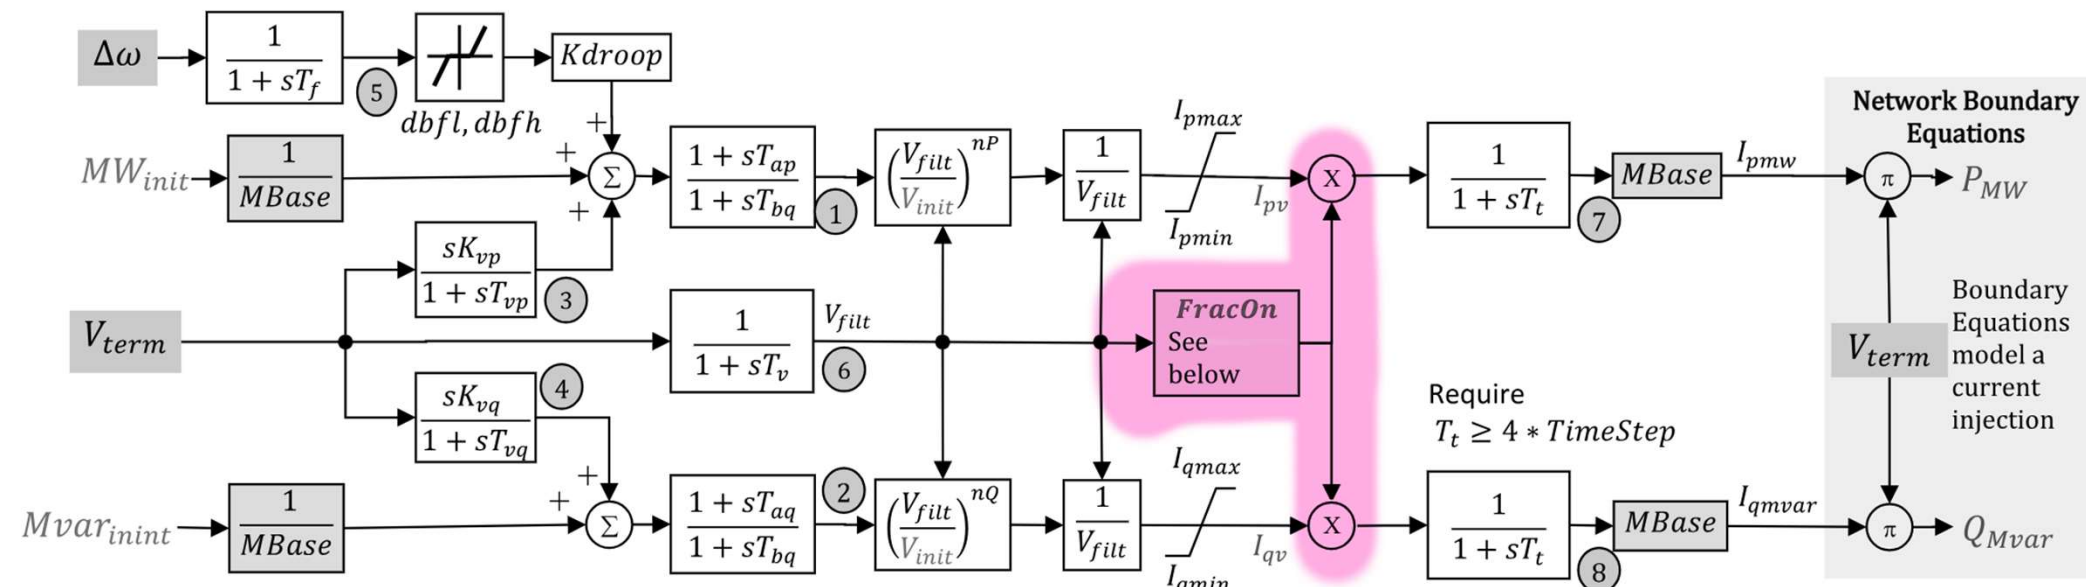 Δω
1
1 + sT_f
5
dbfl, dbfh
Kdroop
+
MW_init
1
MBase
+
+
Σ
1 + sT_ap
1 + sT_bq
1
(V_filt / V_init)^nP
1
V_filt
I_pmax
I_pmin
I_pv
X
1
1 + sT_t
7
MBase
I_pmw
π
P_MW
Network Boundary
Equations
sK_vp
1 + sT_vp
3
V_term
1
1 + sT_v
V_filt
6
FracOn
See
below
V_term
Boundary
Equations
model a
current
injection
sK_vq
1 + sT_vq
4
Require
T_t ≥ 4 * TimeStep
Mvar_inint
1
MBase
+
+
Σ
1 + sT_aq
1 + sT_bq
2
(V_filt / V_init)^nQ
1
V_filt
I_qmax
I_qmin
I_qv
X
1
1 + sT_t
8
MBase
I_qmvar
π
Q_Mvar